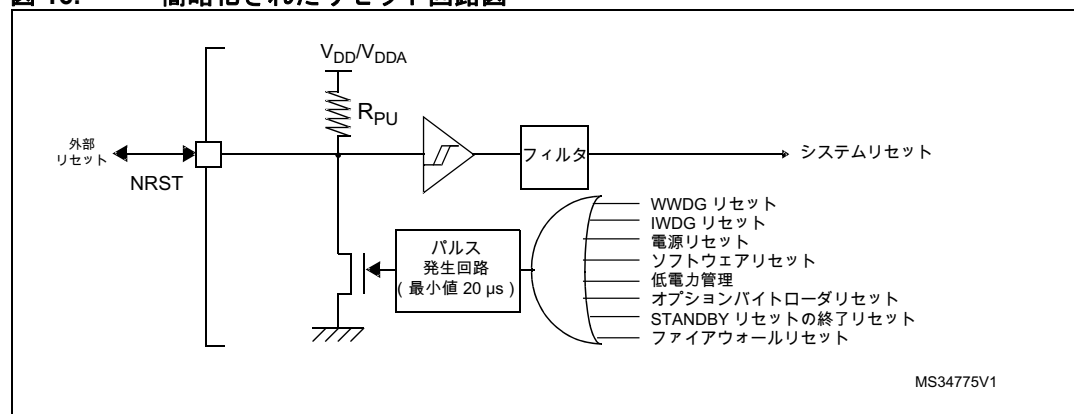 図 18. 簡略化されたリセット回路図
VDD/VDDA
RPU
外部
リセット
NRST
フィルタ
システムリセット
パルス
発生回路
( 最小値 20 µs )
WWDG リセット
IWDG リセット
電源リセット
ソフトウェアリセット
低電力管理
オプションバイトローダリセット
STANDBY リセットの終了リセット
ファイアウォールリセット
MS34775V1